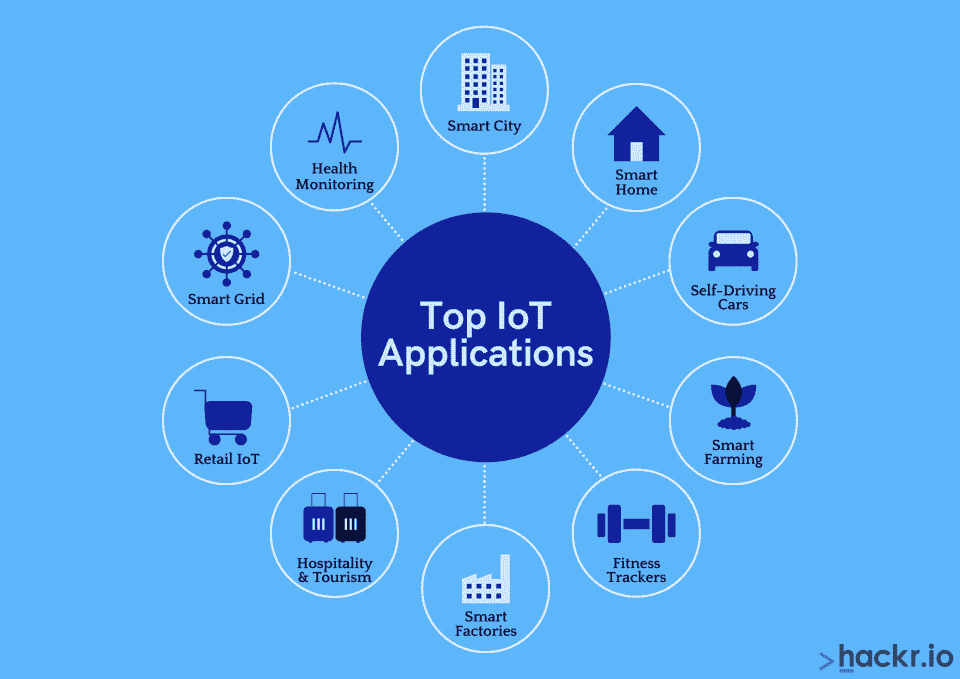 Top IoT
Applications
Smart City
Smart
Home
Self-Driving
Cars
Smart
Farming
Fitness
Trackers
Smart
Factories
Hospitality
& Tourism
Retail IoT
Smart Grid
Health
Monitoring
>hackr.io